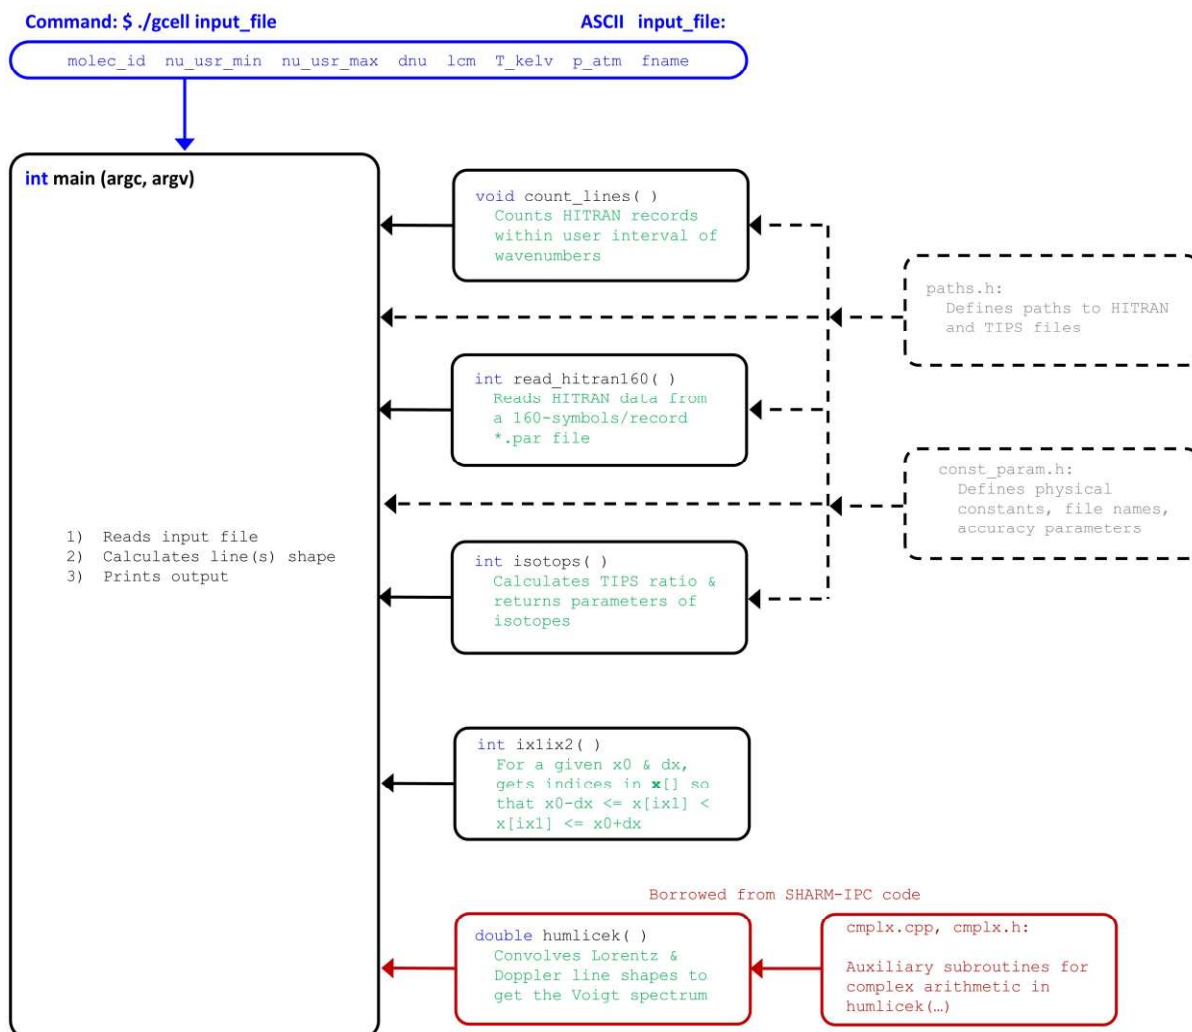 Command: $ ./gcell input_file
ASCII input_file:
molec_id nu_usr_min nu_usr_max dnu lcm T_kelv p_atm fname
int main (argc, argv)
1) Reads input file
2) Calculates line(s) shape
3) Prints output
void count_lines( )
Counts HITRAN records
within user interval of
wavenumbers
int read_hitran160( )
Reads HITRAN data from
a 160-symbols/record
*.par file
int isotops( )
Calculates TIPS ratio &
returns parameters of
isotopes
int ix1ix2( )
For a given x0 & dx,
gets indices in x[] so
that x0-dx <= x[ix1] <
x[ix1] <= x0+dx
Borrowed from SHARM-IPC code
double humlicek( )
Convolves Lorentz &
Doppler line shapes to
get the Voigt spectrum
paths.h:
Defines paths to HITRAN
and TIPS files
const_param.h:
Defines physical
constants, file names,
accuracy parameters
cmplx.cpp, cmplx.h:
Auxiliary subroutines for
complex arithmetic in
humlicek(…)